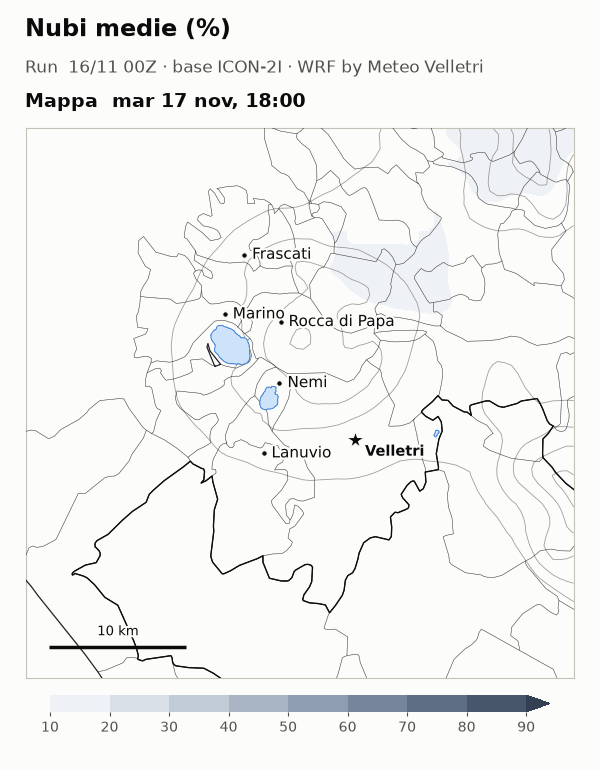 Nubi medie (%)
Run  16/11 00Z · base ICON-2I · WRF by Meteo Velletri
Mappa  mar 17 nov, 18:00
Frascati
Marino
Rocca di Papa
Nemi
Velletri
Lanuvio
10 km
10 20 30 40 50 60 70 80 90